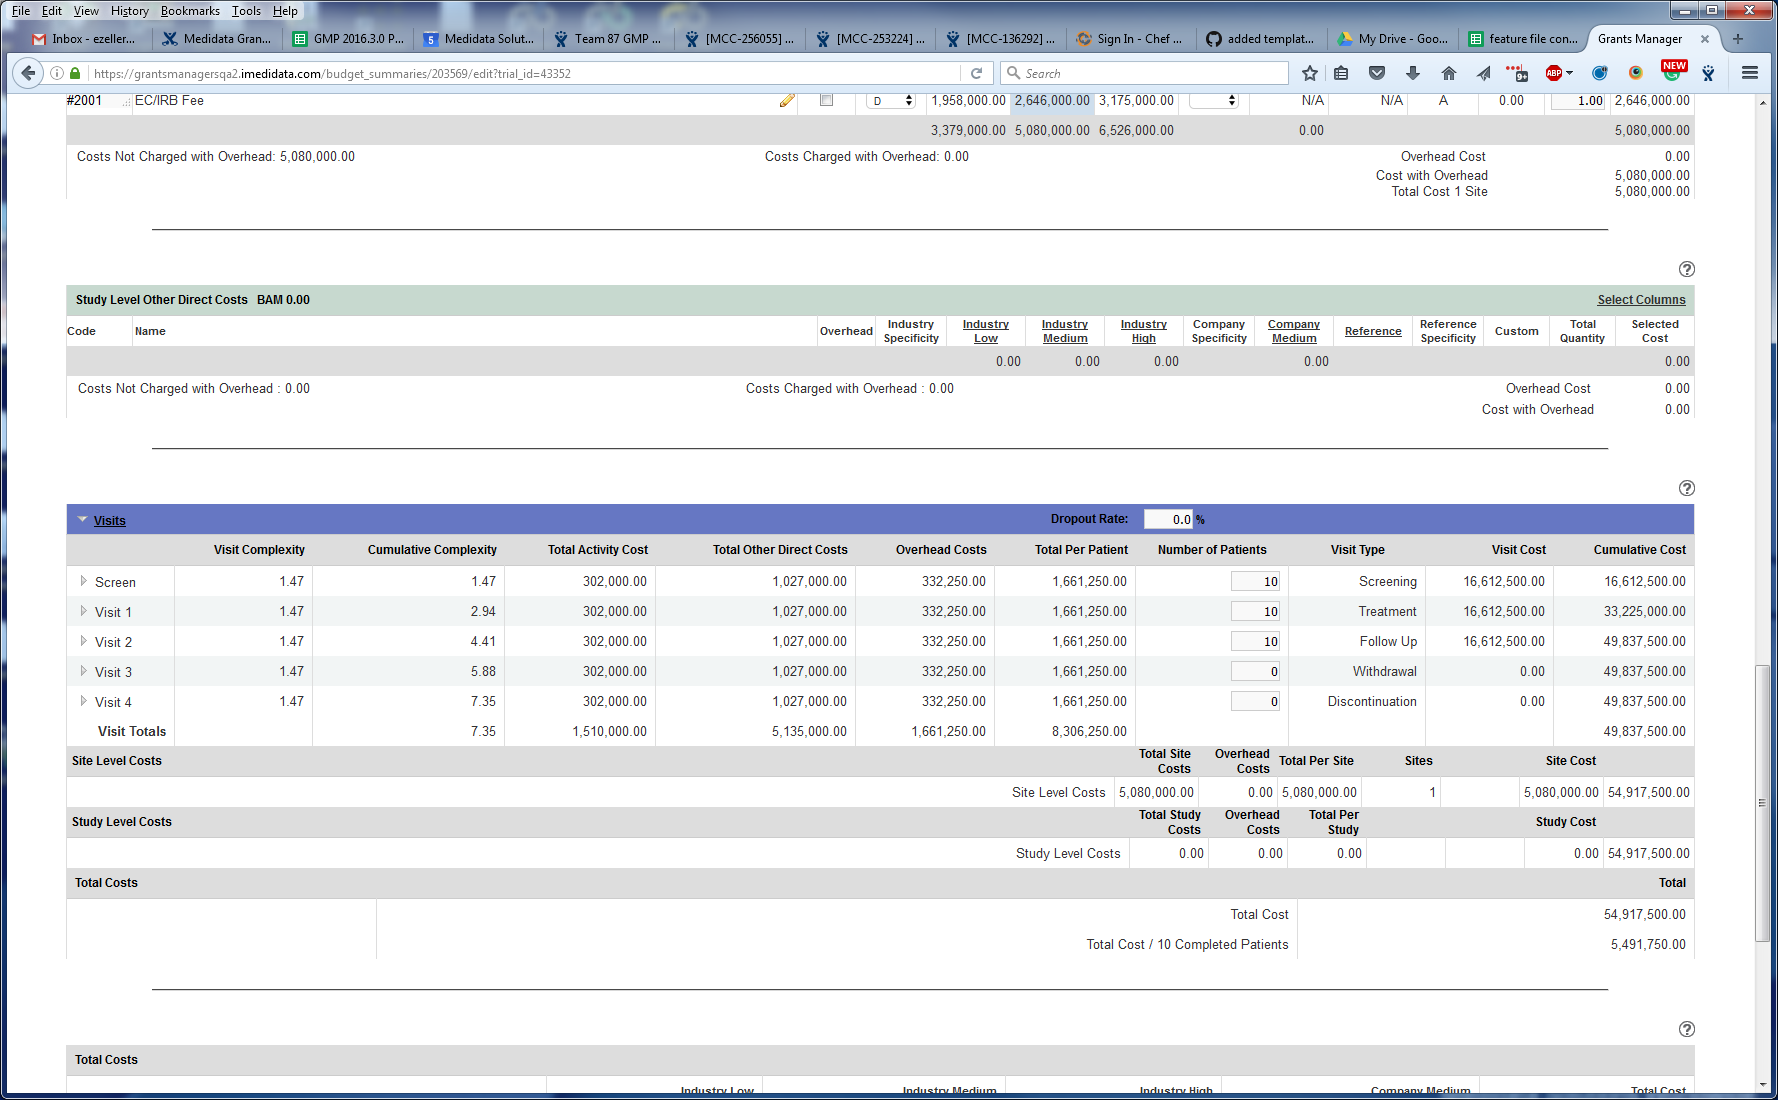 File Edit View History Bookmarks Tools Help
Inbox - ezeller... Medidata Gran... GMP 2016.3.0 P... Medidata Solut... Team 87 GMP ... [MCC-256055] ... [MCC-253224] ... [MCC-136292] ... Sign In - Chef ... added templat... My Drive - Goo... feature file con... Grants Manager
https://grantsmanagersqa2.imedidata.com/budget_summaries/203569/edit?trial_id=43352 Search 9+ ABP NEW
#2001 EC/IRB Fee D 1,958,000.00 2,646,000.00 3,175,000.00 N/A N/A A 0.00 1.00 2,646,000.00
3,379,000.00 5,080,000.00 6,526,000.00 0.00 5,080,000.00
Costs Not Charged with Overhead: 5,080,000.00 Costs Charged with Overhead: 0.00 Overhead Cost 0.00
Cost with Overhead 5,080,000.00
Total Cost 1 Site 5,080,000.00
Study Level Other Direct Costs BAM 0.00 Select Columns
Code Name Overhead Industry Specificity Industry Low Industry Medium Industry High Company Specificity Company Medium Reference Reference Specificity Custom Total Quantity Selected Cost
0.00 0.00 0.00 0.00 0.00
Costs Not Charged with Overhead : 0.00 Costs Charged with Overhead : 0.00 Overhead Cost 0.00
Cost with Overhead 0.00
Visits Dropout Rate: 0.0 %
Visit Complexity Cumulative Complexity Total Activity Cost Total Other Direct Costs Overhead Costs Total Per Patient Number of Patients Visit Type Visit Cost Cumulative Cost
Screen 1.47 1.47 302,000.00 1,027,000.00 332,250.00 1,661,250.00 10 Screening 16,612,500.00 16,612,500.00
Visit 1 1.47 2.94 302,000.00 1,027,000.00 332,250.00 1,661,250.00 10 Treatment 16,612,500.00 33,225,000.00
Visit 2 1.47 4.41 302,000.00 1,027,000.00 332,250.00 1,661,250.00 10 Follow Up 16,612,500.00 49,837,500.00
Visit 3 1.47 5.88 302,000.00 1,027,000.00 332,250.00 1,661,250.00 0 Withdrawal 0.00 49,837,500.00
Visit 4 1.47 7.35 302,000.00 1,027,000.00 332,250.00 1,661,250.00 0 Discontinuation 0.00 49,837,500.00
Visit Totals 7.35 1,510,000.00 5,135,000.00 1,661,250.00 8,306,250.00 49,837,500.00
Site Level Costs Total Site Costs Overhead Costs Total Per Site Sites Site Cost
Site Level Costs 5,080,000.00 0.00 5,080,000.00 1 5,080,000.00 54,917,500.00
Study Level Costs Total Study Costs Overhead Costs Total Per Study Study Cost
Study Level Costs 0.00 0.00 0.00 0.00 54,917,500.00
Total Costs Total
Total Cost 54,917,500.00
Total Cost / 10 Completed Patients 5,491,750.00
Total Costs
Industry Low Industry Medium Industry High Company Medium Total Cost